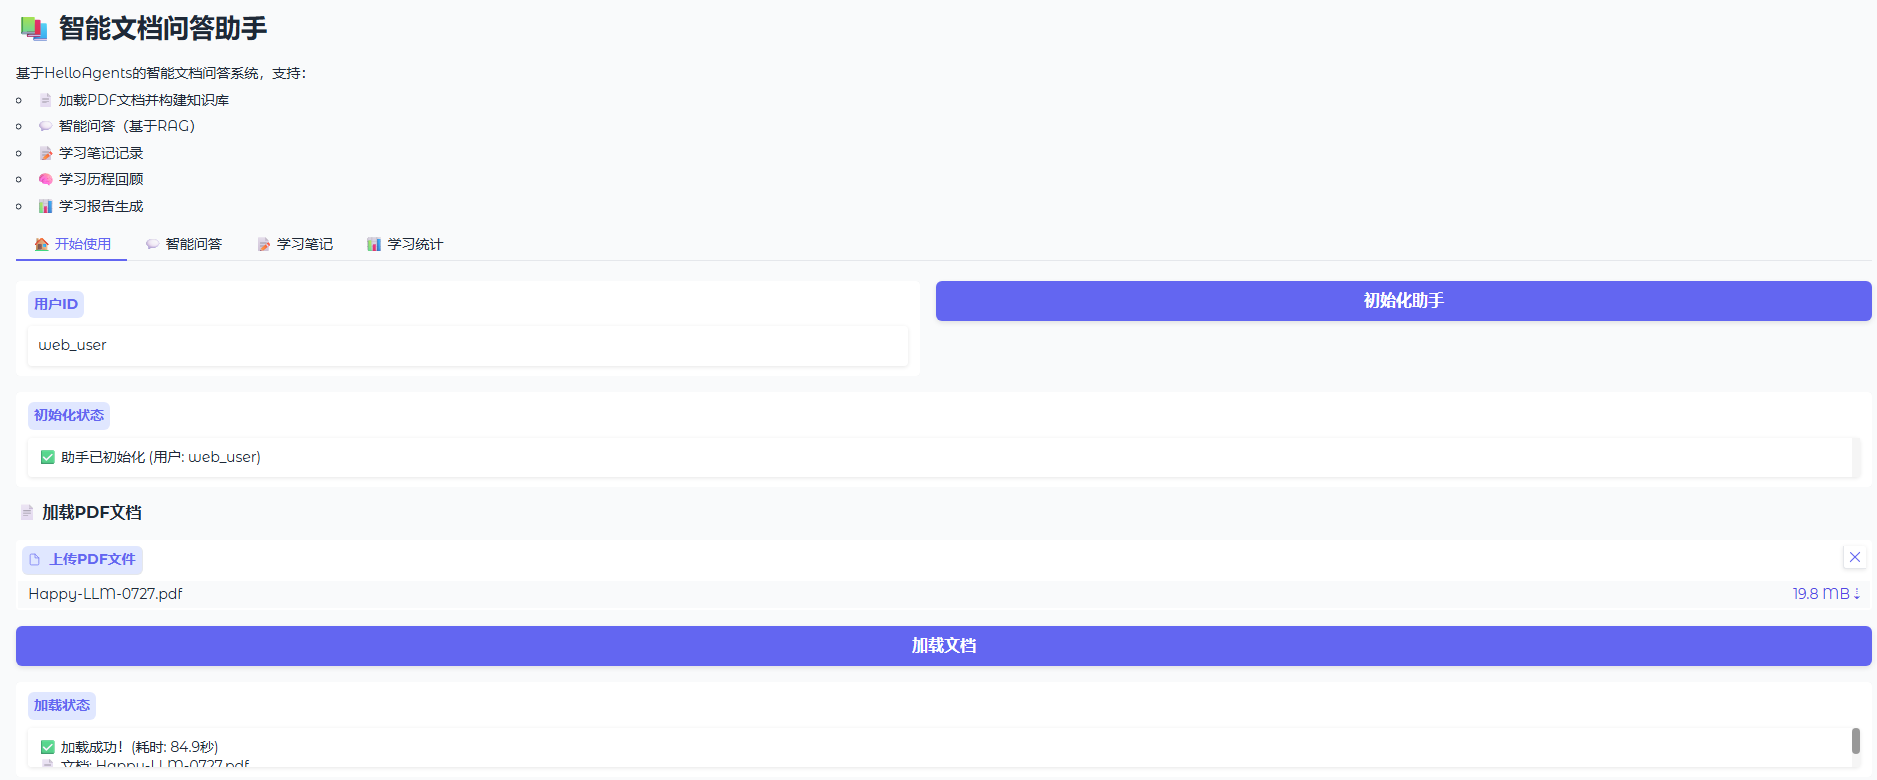 智能文档问答助手
基于HelloAgents的智能文档问答系统，支持：
加载PDF文档并构建知识库
智能问答（基于RAG）
学习笔记记录
学习历程回顾
学习报告生成
开始使用 智能问答 学习笔记 学习统计
用户ID
初始化助手
web_user
初始化状态
助手已初始化 (用户: web_user)
加载PDF文档
上传PDF文件
Happy-LLM-0727.pdf 19.8 MB⇣
加载文档
加载状态
加载成功！(耗时: 84.9秒)
文档: Happy-LLM-0727.pdf